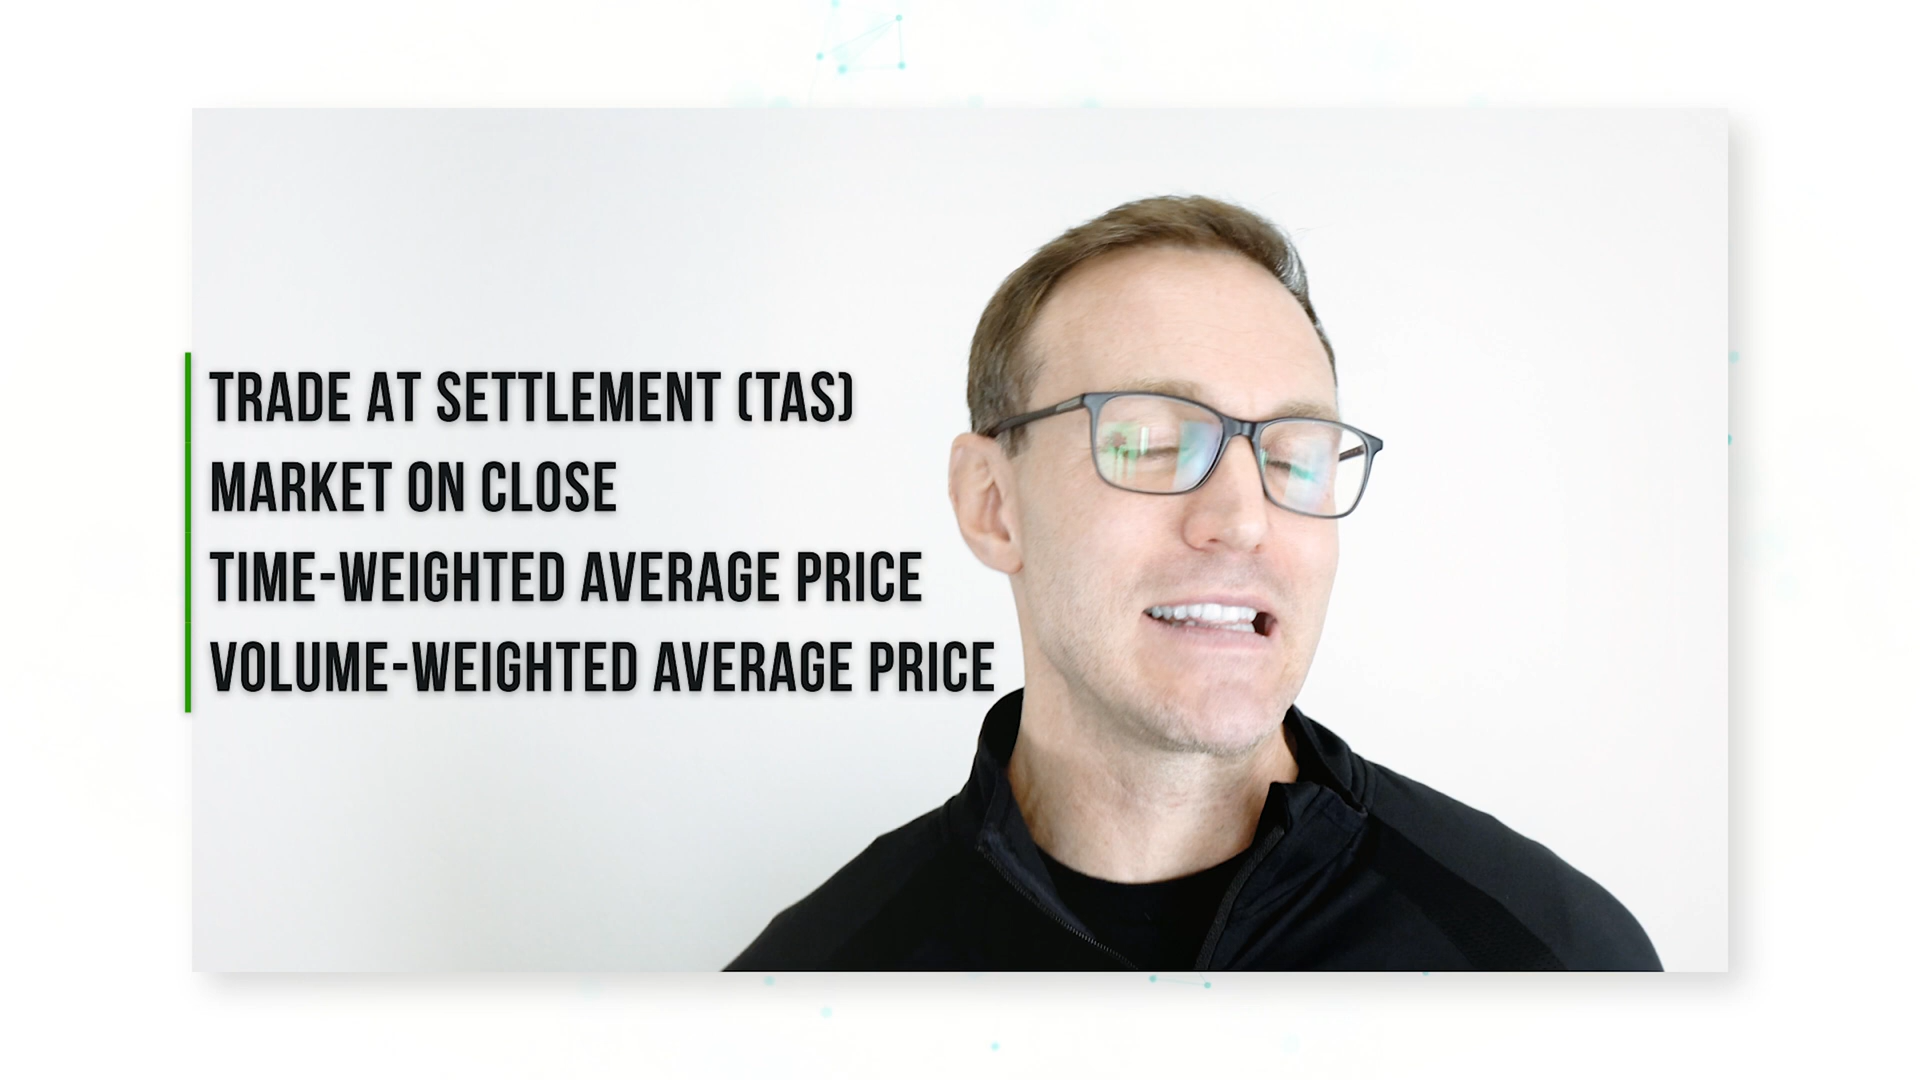 TRADE AT SETTLEMENT (TAS)
MARKET ON CLOSE
TIME-WEIGHTED AVERAGE PRICE
VOLUME-WEIGHTED AVERAGE PRICE